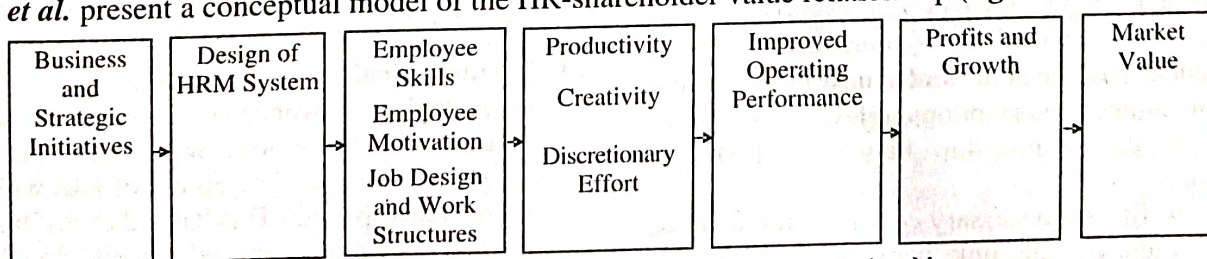 et al. present a conceptual model of the HR-shareholder value relationship
Business
and
Strategic
Initiatives
Design of
HRM System
Employee
Skills
Employee
Motivation
Job Design
and Work
Structures
Productivity
Creativity
Discretionary
Effort
Improved
Operating
Performance
Profits and
Growth
Market
Value